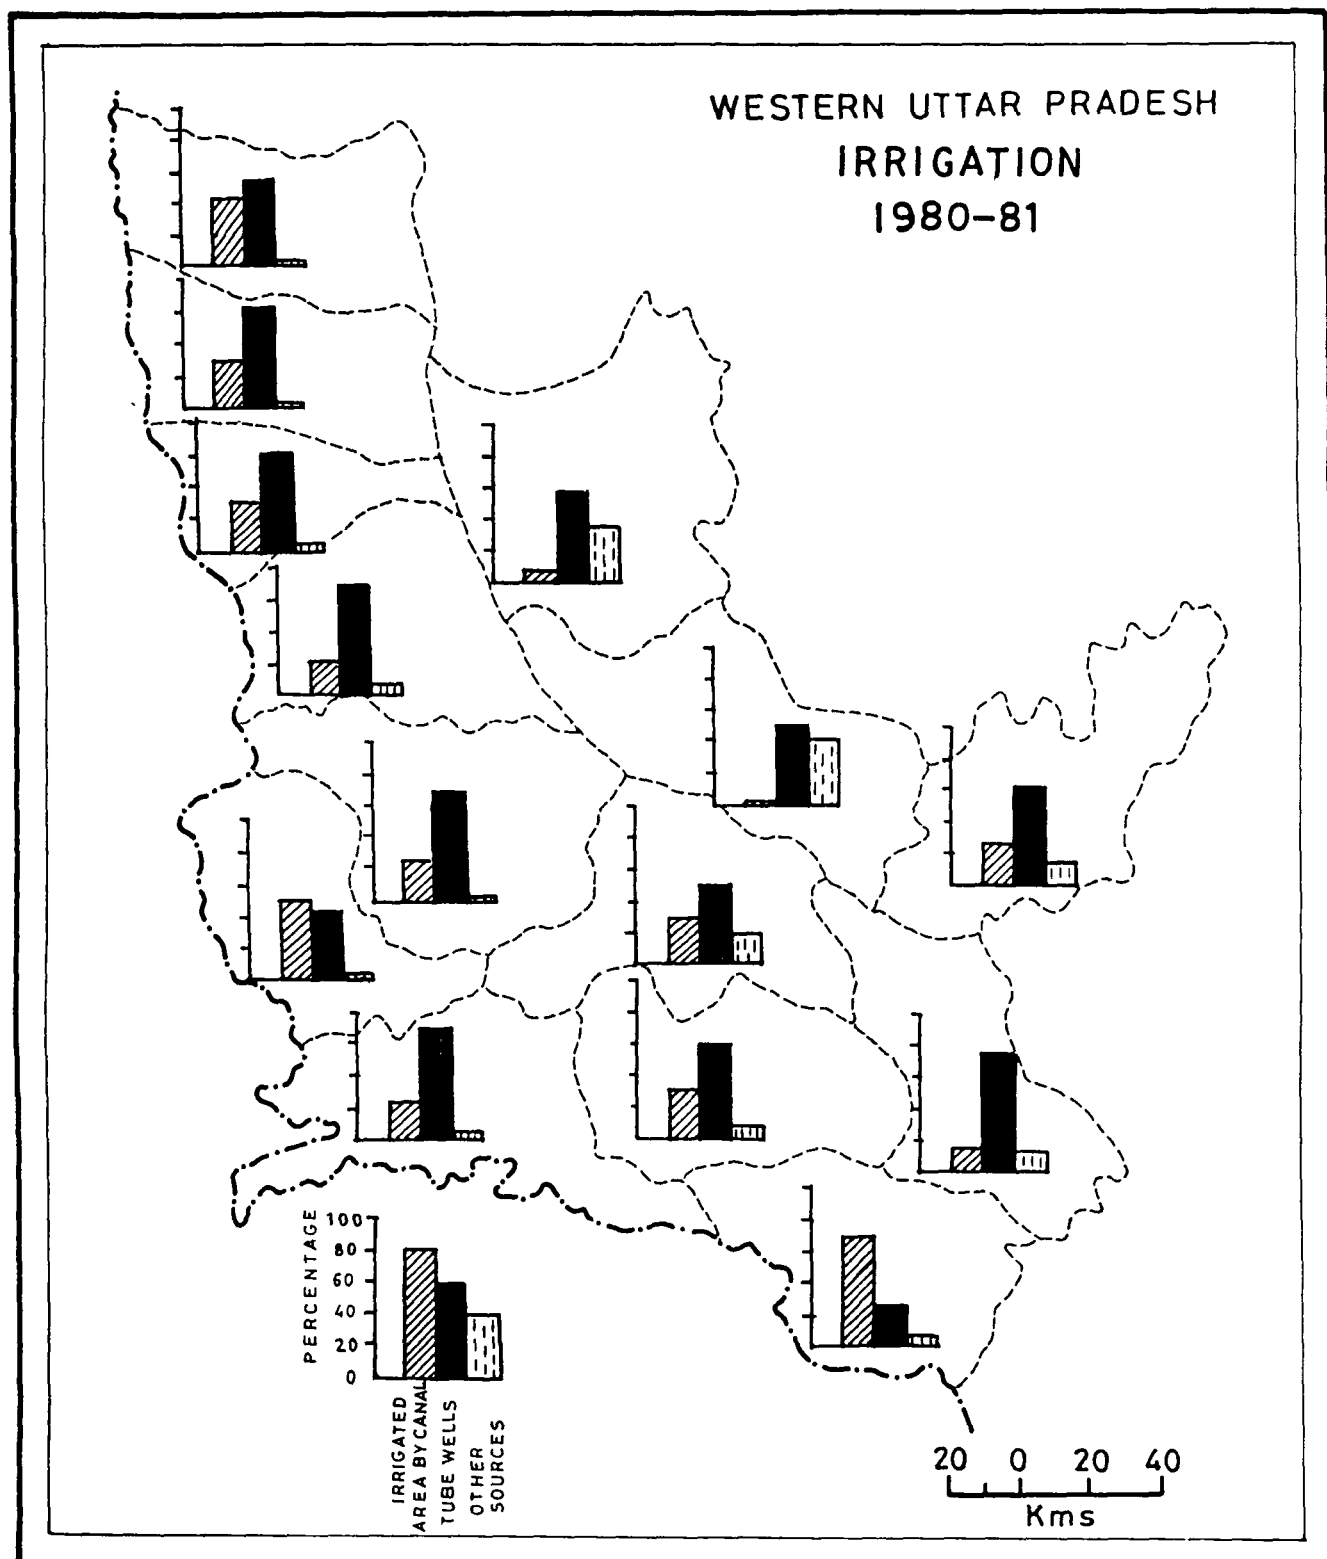 WESTERN UTTAR PRADESH
IRRIGATION
1980-81
PERCENTAGE
100
80
60
40
20
0
IRRIGATED
AREA BY CANAL
TUBE WELLS
OTHER
SOURCES
20 0 20 40
Kms